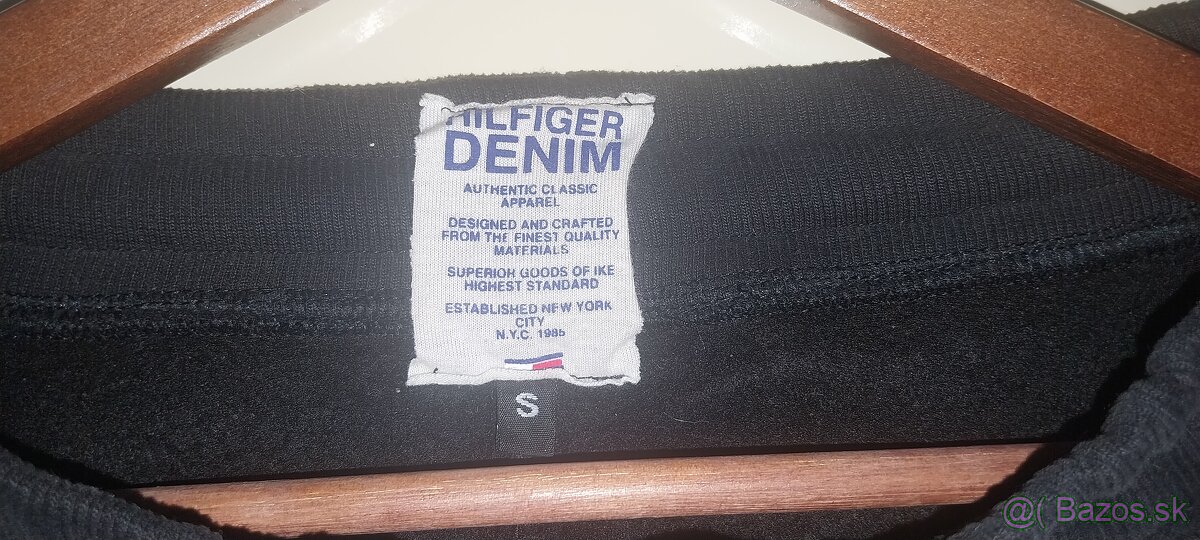 HILFIGER
DENIM
AUTHENTIC CLASSIC
APPAREL
DESIGNED AND CRAFTED
FROM THE FINEST QUALITY
MATERIALS
SUPERIOR GOODS OF IKE
HIGHEST STANDARD
ESTABLISHED NEW YORK
CITY
N.Y.C. 1985
S
@( Bazos.sk